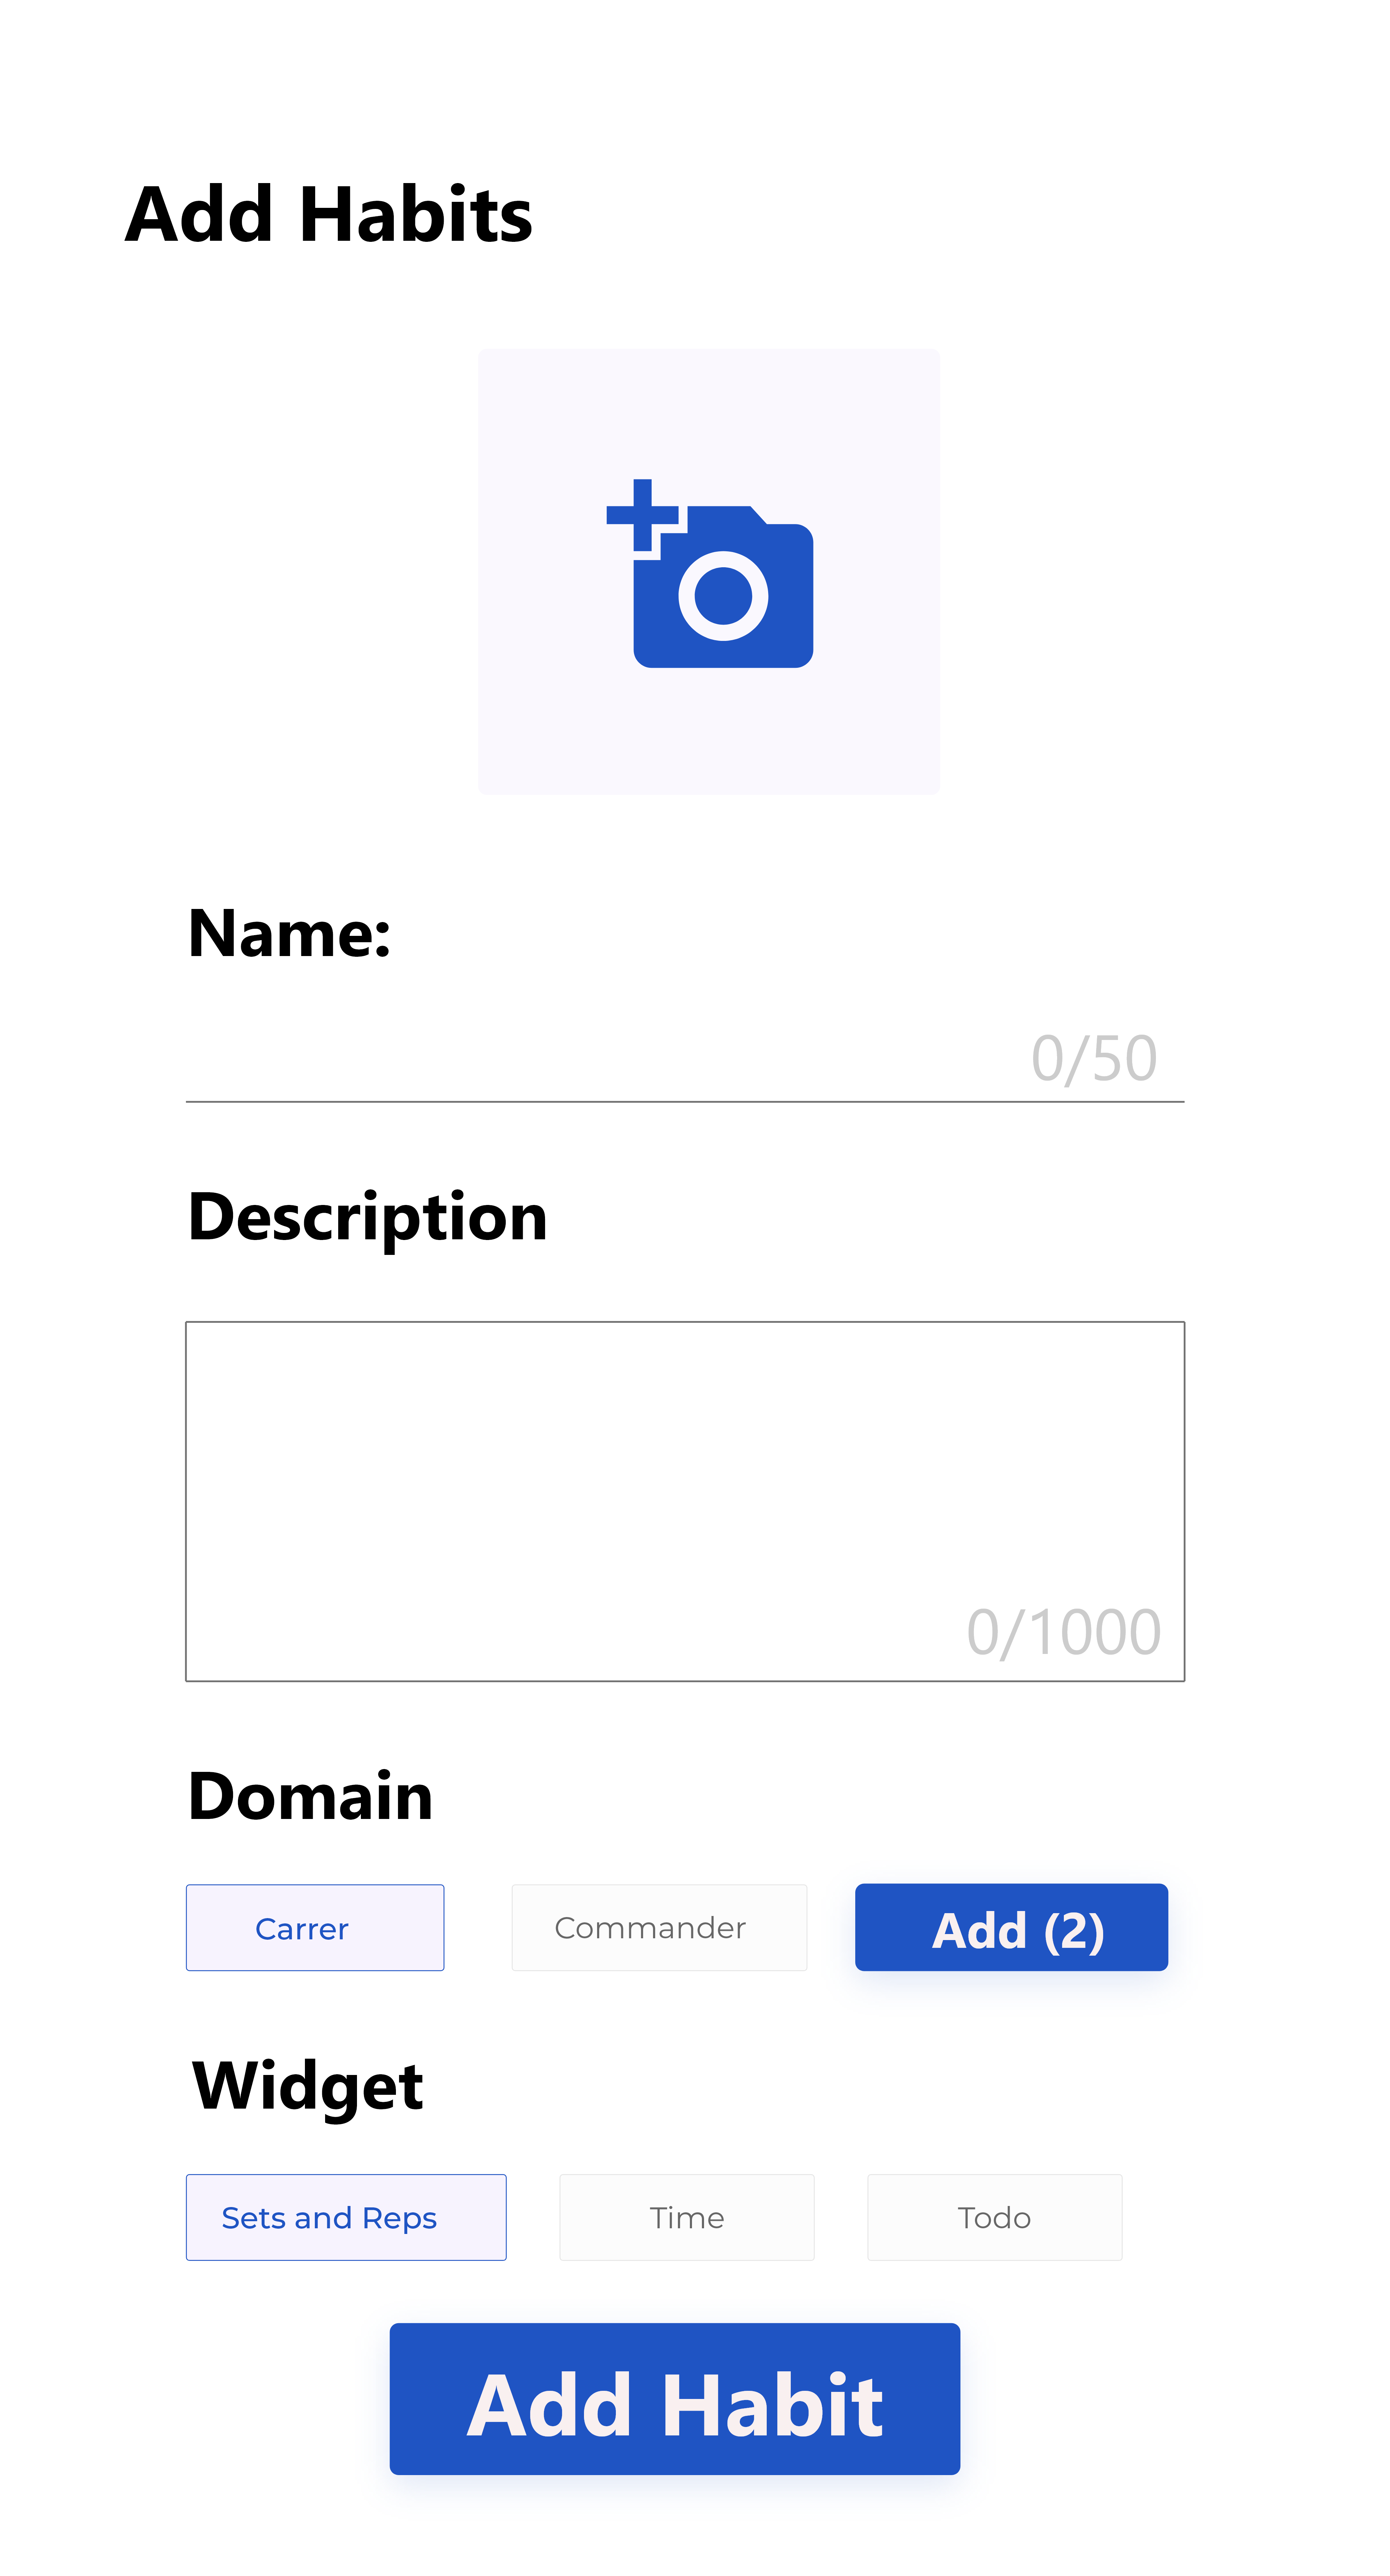 Add Habits
Name:
0/50
Description
0/1000
Domain
Carrer
Commander
Add (2)
Widget
Sets and Reps
Time
Todo
Add Habit